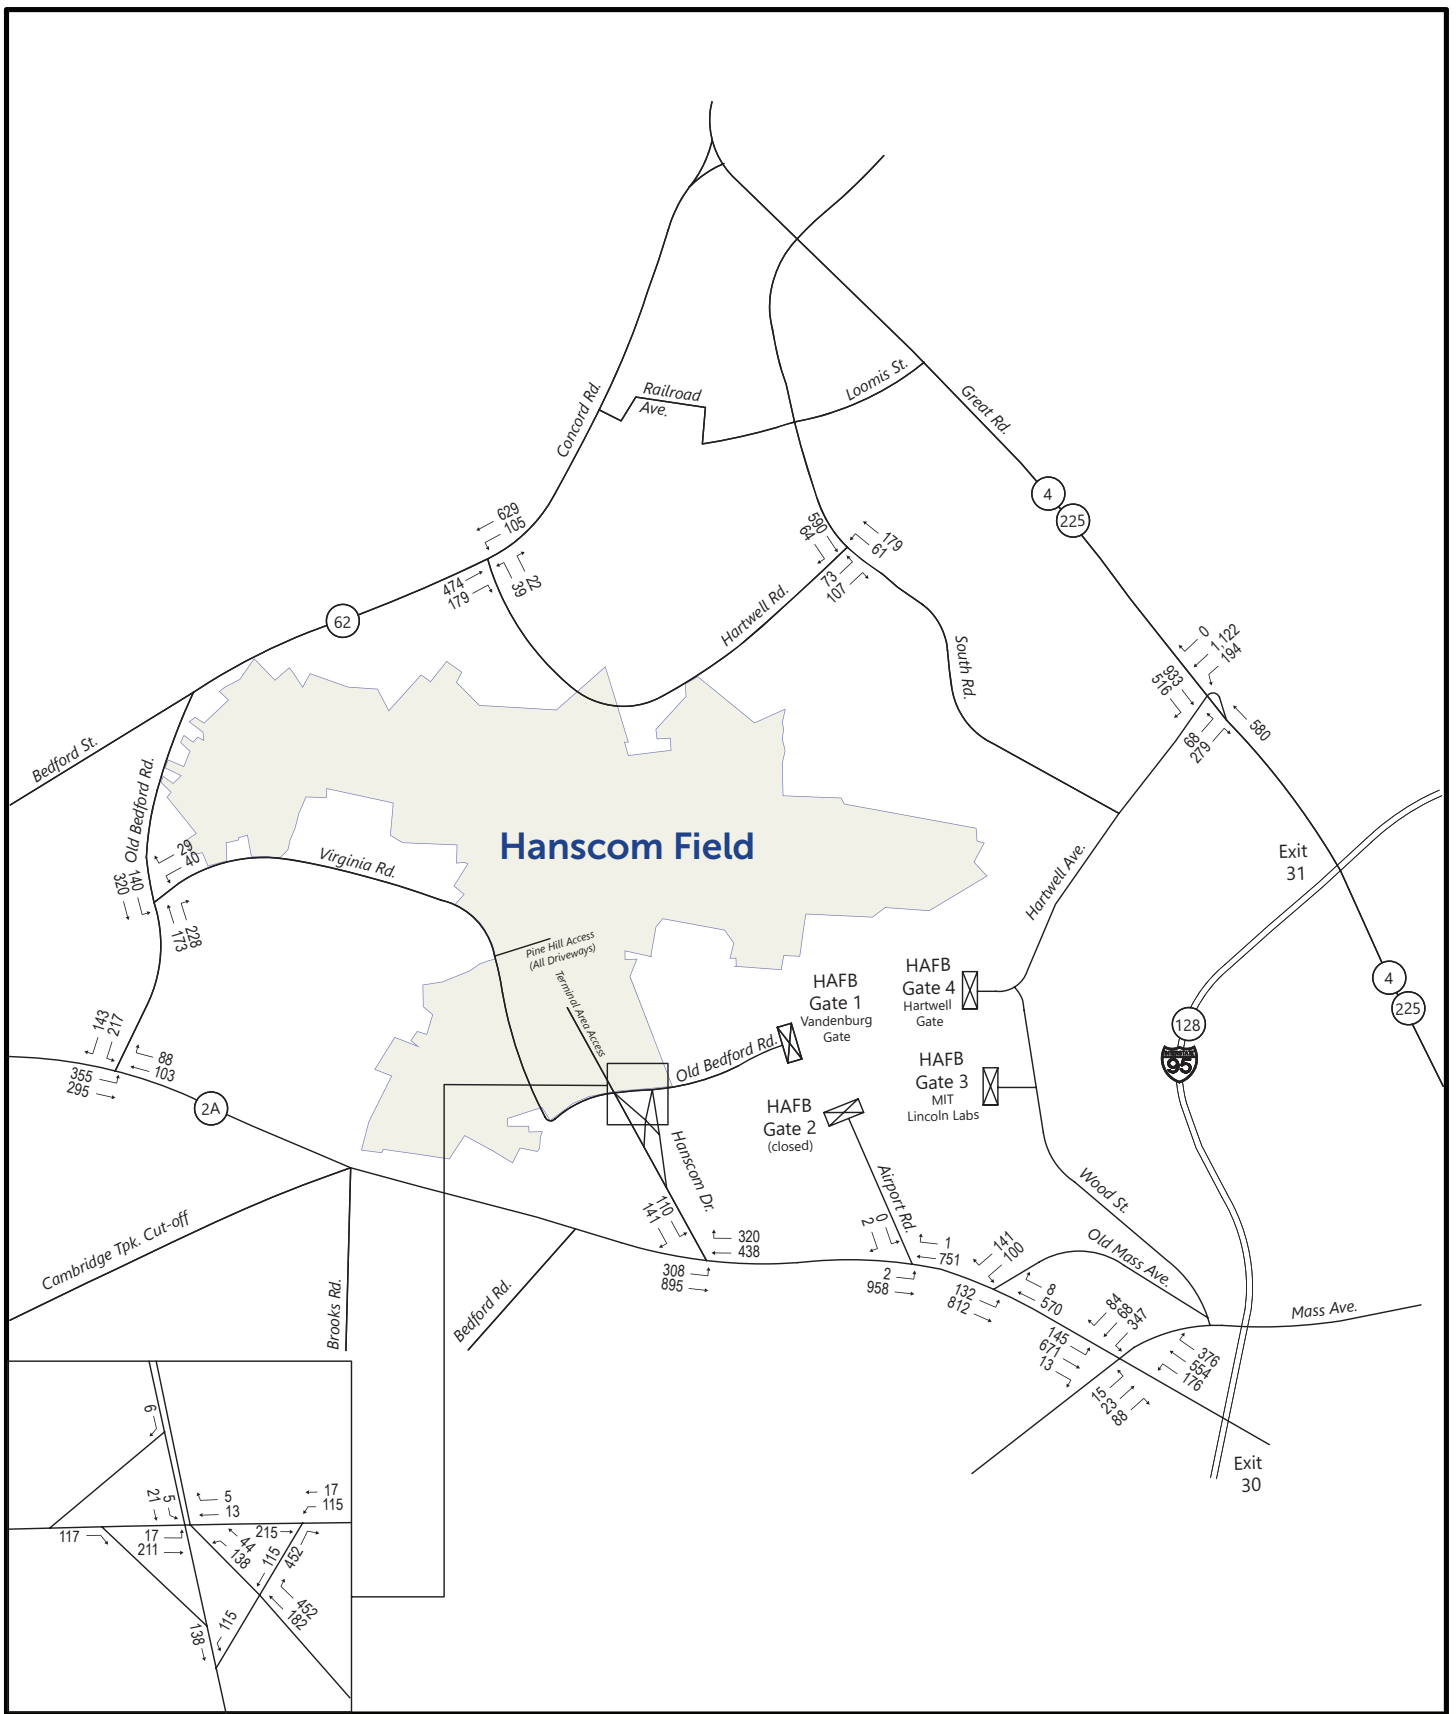 Railroad
Ave.
Loomis St.
Concord Rd.
Great Rd.
4
225
629
105
590
64
179
61
474
179
22
39
73
107
62
Hartwell Rd.
South Rd.
0
1,122
194
933
516
68
279
580
Bedford St.
Old Bedford Rd.
Hanscom Field
Virginia Rd.
29
40
140
320
228
173
Exit
31
Hartwell Ave.
Pine Hill Access
(All Driveways)
Terminal Area Access
HAFB
Gate 1
Vandenburg
Gate
HAFB
Gate 4
Hartwell
Gate
4
225
128
INTERSTATE
95
143
217
88
103
355
295
2A
Old Bedford Rd.
HAFB
Gate 3
MIT
Lincoln Labs
HAFB
Gate 2
(closed)
Hanscom Dr.
Airport Rd.
Wood St.
Old Mass Ave.
Mass Ave.
Cambridge Tpk. Cut-off
Brooks Rd.
Bedford Rd.
110
141
320
438
308
895
0
2
1
751
2
958
141
100
132
812
8
570
84
68
347
145
671
13
376
554
176
15
23
88
Exit
30
6
21
5
5
13
17
115
117
17
211
44
138
215
115
452
452
182
138
115